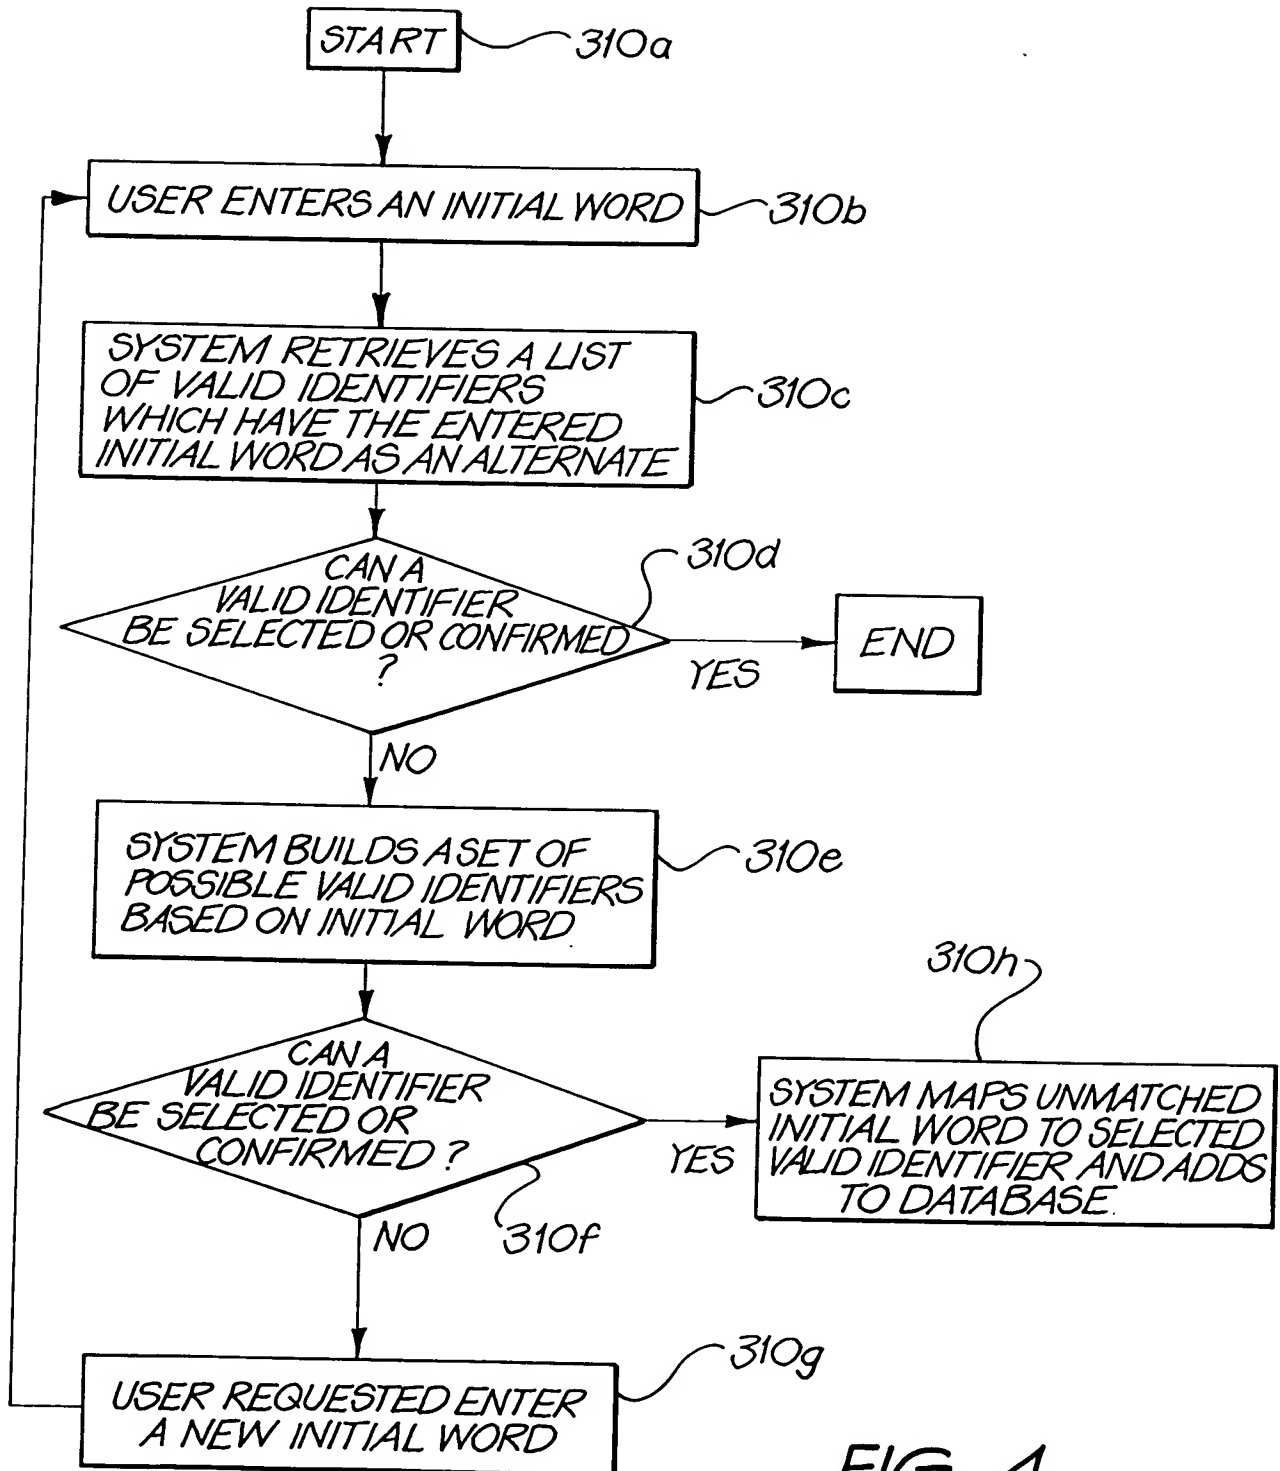 START
310a
USER ENTERS AN INITIAL WORD
310b
SYSTEM RETRIEVES A LIST
OF VALID IDENTIFIERS
WHICH HAVE THE ENTERED
INITIAL WORD AS AN ALTERNATE
310c
CAN A
VALID IDENTIFIER
BE SELECTED OR CONFIRMED
?
310d
YES
END
NO
SYSTEM BUILDS A SET OF
POSSIBLE VALID IDENTIFIERS
BASED ON INITIAL WORD
310e
CAN A
VALID IDENTIFIER
BE SELECTED OR
CONFIRMED ?
310f
YES
310h
SYSTEM MAPS UNMATCHED
INITIAL WORD TO SELECTED
VALID IDENTIFIER AND ADDS
TO DATABASE.
NO
USER REQUESTED ENTER
A NEW INITIAL WORD
310g
FIG. 4